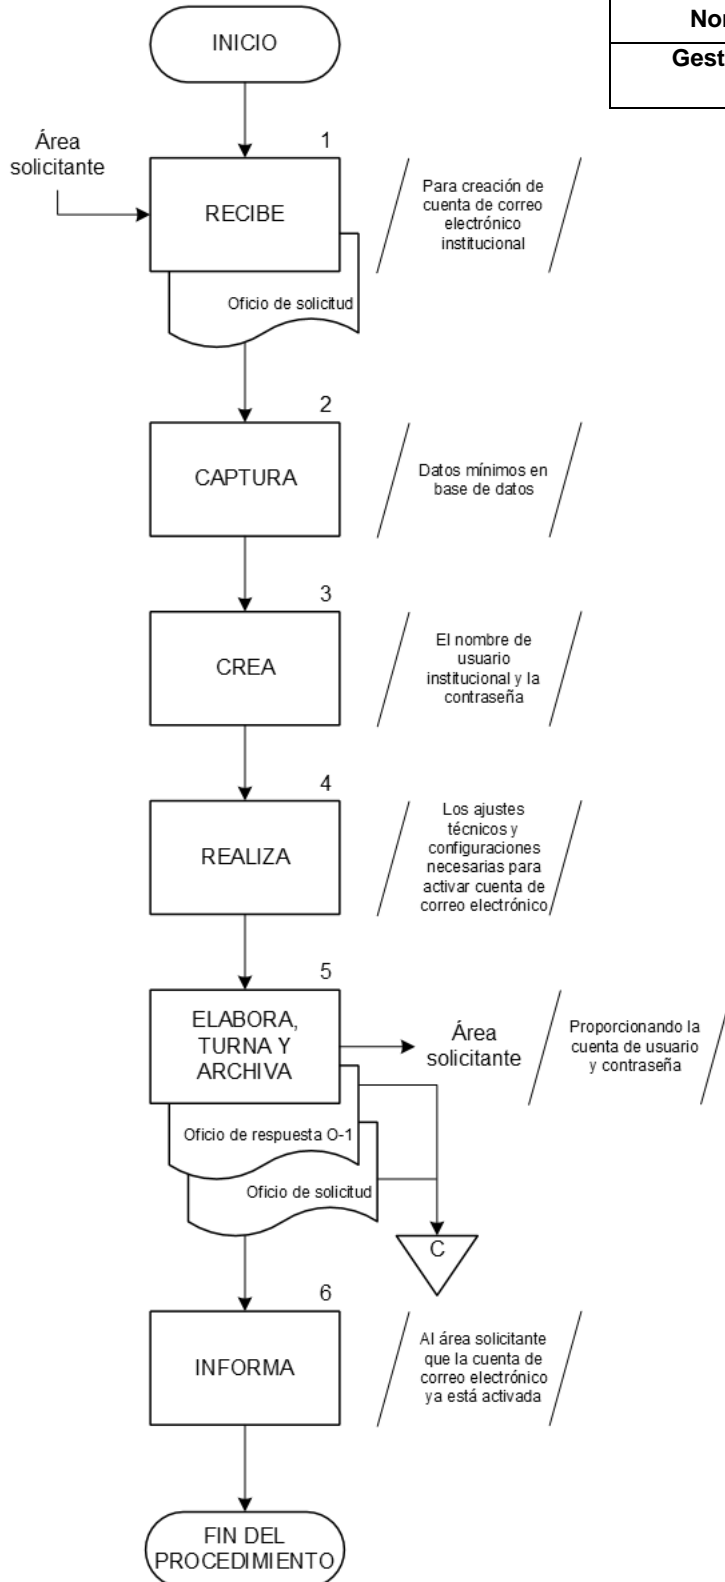 INICIO
Área
solicitante
1
RECIBE
Oficio de solicitud
Para creación de
cuenta de correo
electrónico
institucional
2
CAPTURA
Datos mínimos en
base de datos
3
CREA
El nombre de
usuario
institucional y la
contraseña
4
REALIZA
Los ajustes
técnicos y
configuraciones
necesarias para
activar cuenta de
correo electrónico
5
ELABORA,
TURNA Y
ARCHIVA
Oficio de respuesta O-1
Oficio de solicitud
Área
solicitante
Proporcionando la
cuenta de usuario
y contraseña
C
6
INFORMA
Al área solicitante
que la cuenta de
correo electrónico
ya está activada
FIN DEL
PROCEDIMIENTO